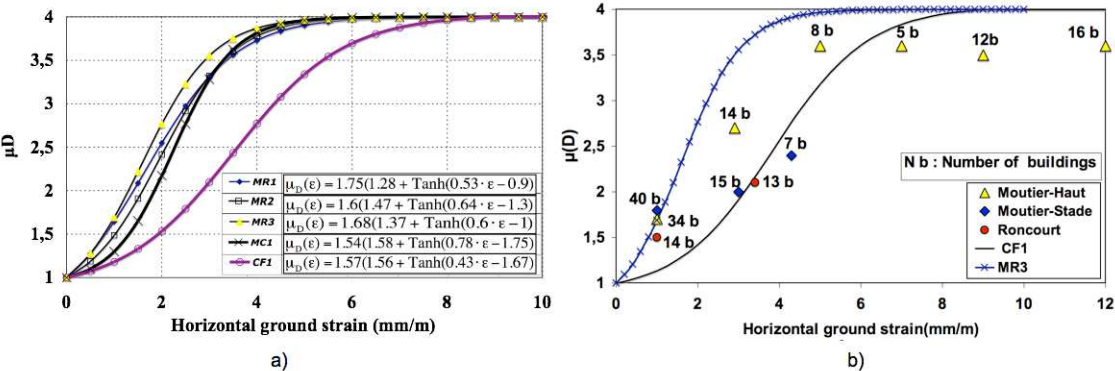 4
3,5
3
2,5
2
1,5
1
μD
0 2 4 6 8 10
Horizontal ground strain (mm/m)
MR1 μD(ε) = 1.75(1.28 + Tanh(0.53· ε − 0.9)
MR2 μD(ε) = 1.6(1.47 + Tanh(0.64· ε − 1.3)
MR3 μD(ε) = 1.68(1.37 + Tanh(0.6· ε − 1)
MC1 μD(ε) = 1.54(1.58 + Tanh(0.78· ε − 1.75)
CF1 μD(ε) = 1.57(1.56 + Tanh(0.43· ε − 1.67)
a)
4
3,5
3
2,5
2
1,5
1
μ(D)
8 b
5 b
12b
16 b
14 b
7 b
15 b
13 b
40 b
34 b
14 b
N b : Number of buildings
Moutier-Haut
Moutier-Stade
Roncourt
CF1
MR3
0 2 4 6 8 10 12
Horizontal ground strain(mm/m)
b)